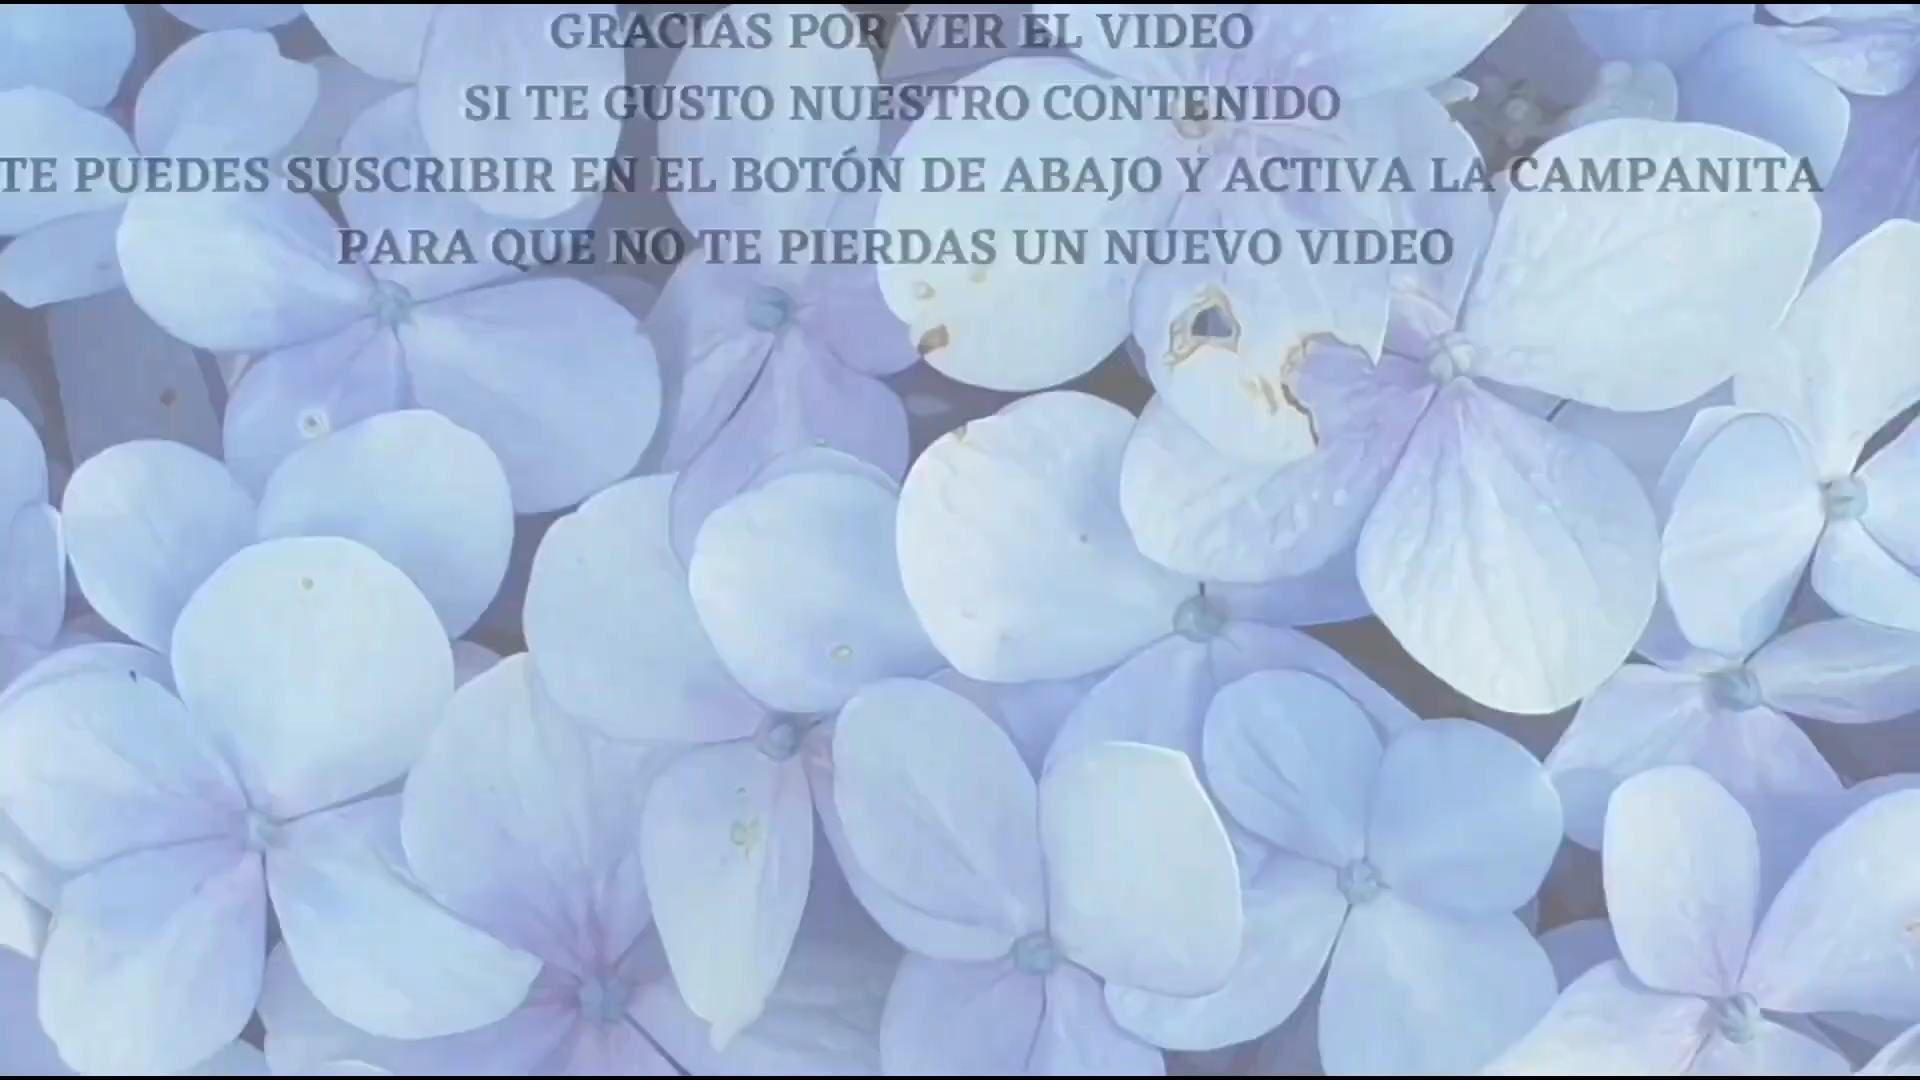 GRACIAS POR VER EL VIDEO
SI TE GUSTO NUESTRO CONTENIDO
TE PUEDES SUSCRIBIR EN EL BOTÓN DE ABAJO Y ACTIVA LA CAMPANITA
PARA QUE NO TE PIERDAS UN NUEVO VIDEO